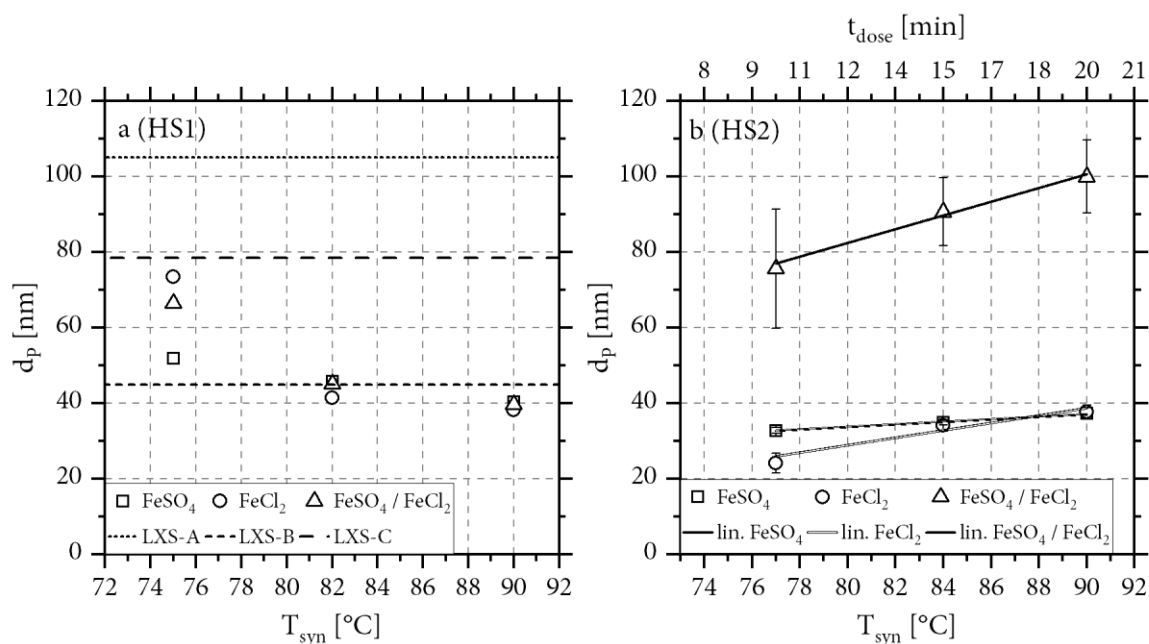 t_dose [min]
8 10 11 12 14 15 17 18 20 21
120
100
80
60
40
20
0
d_p [nm]
a (HS1)
FeSO₄ FeCl₂ FeSO₄ / FeCl₂
LXS-A LXS-B LXS-C
72 74 76 78 80 82 84 86 88 90 92
T_syn [°C]
120
100
80
60
40
20
0
d_p [nm]
b (HS2)
FeSO₄ FeCl₂ FeSO₄ / FeCl₂
lin. FeSO₄ lin. FeCl₂ lin. FeSO₄ / FeCl₂
74 76 78 80 82 84 86 88 90 92
T_syn [°C]